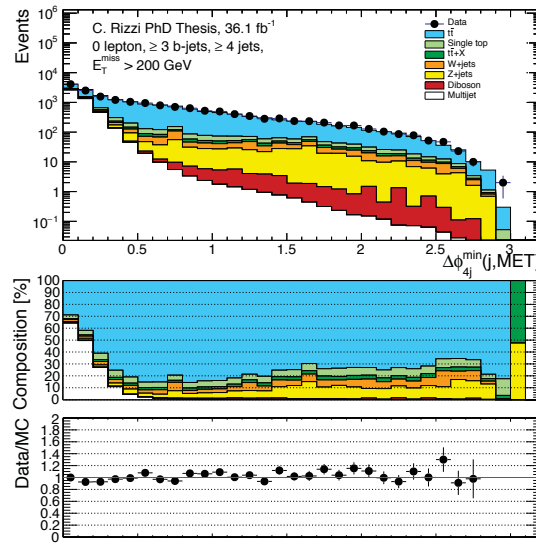 Events
10⁶
10⁵
10⁴
10³
10²
10
1
10⁻¹
C. Rizzi PhD Thesis, 36.1 fb⁻¹
0 lepton, ≥ 3 b-jets, ≥ 4 jets,
E_T^miss > 200 GeV
Data
tt̄
Single top
tt̄+X
W+jets
Z+jets
Diboson
Multijet
0 0.5 1 1.5 2 2.5 3
Δϕ_4j^min(j,MET)
Composition [%]
100
90
80
70
60
50
40
30
20
10
0
Data/MC
2
1.8
1.6
1.4
1.2
1
0.8
0.6
0.4
0.2
0